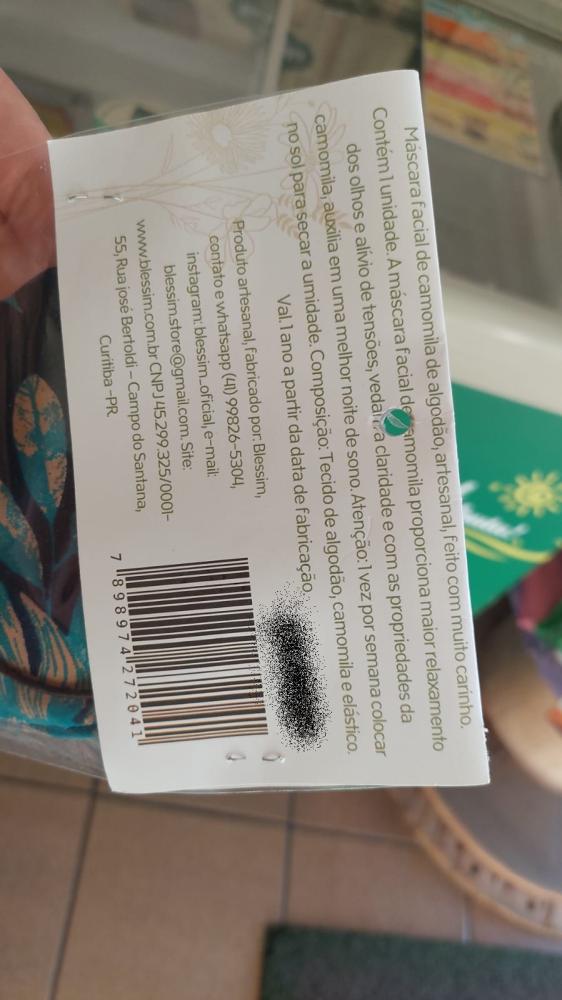 Máscara facial de camomila de algodão, artesanal, feito com muito carinho.
Contém 1 unidade. A máscara facial de camomila proporciona maior relaxamento
dos olhos e alívio de tensões, veda a claridade e com as propriedades da
camomila, auxilia em uma melhor noite de sono. Atenção: 1 vez por semana colocar
no sol para secar a umidade. Composição: Tecido de algodão, camomila e elástico.
Val. 1 ano a partir da data de fabricação
Produto artesanal, fabricado por: Blessim,
contato e whatsapp (41) 99826-5304,
instagram: blessim_oficial, e-mail:
blessim.store@gmail.com. Site:
www.blessim.com.br CNPJ 45.299.325/0001-
55, Rua josé Bertoldi – Campo do Santana,
Curitiba -PR
7 898974 272041